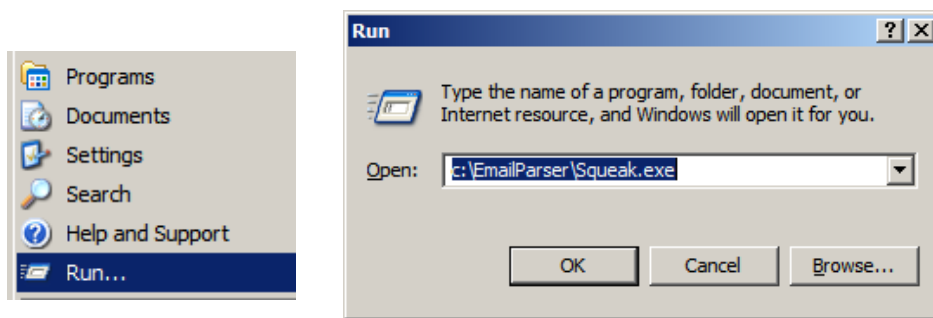 Programs
Documents
Settings
Search
Help and Support
Run...
Run
Type the name of a program, folder, document, or
Internet resource, and Windows will open it for you.
Open: c:\EmailParser\Squeak.exe
OK Cancel Browse...